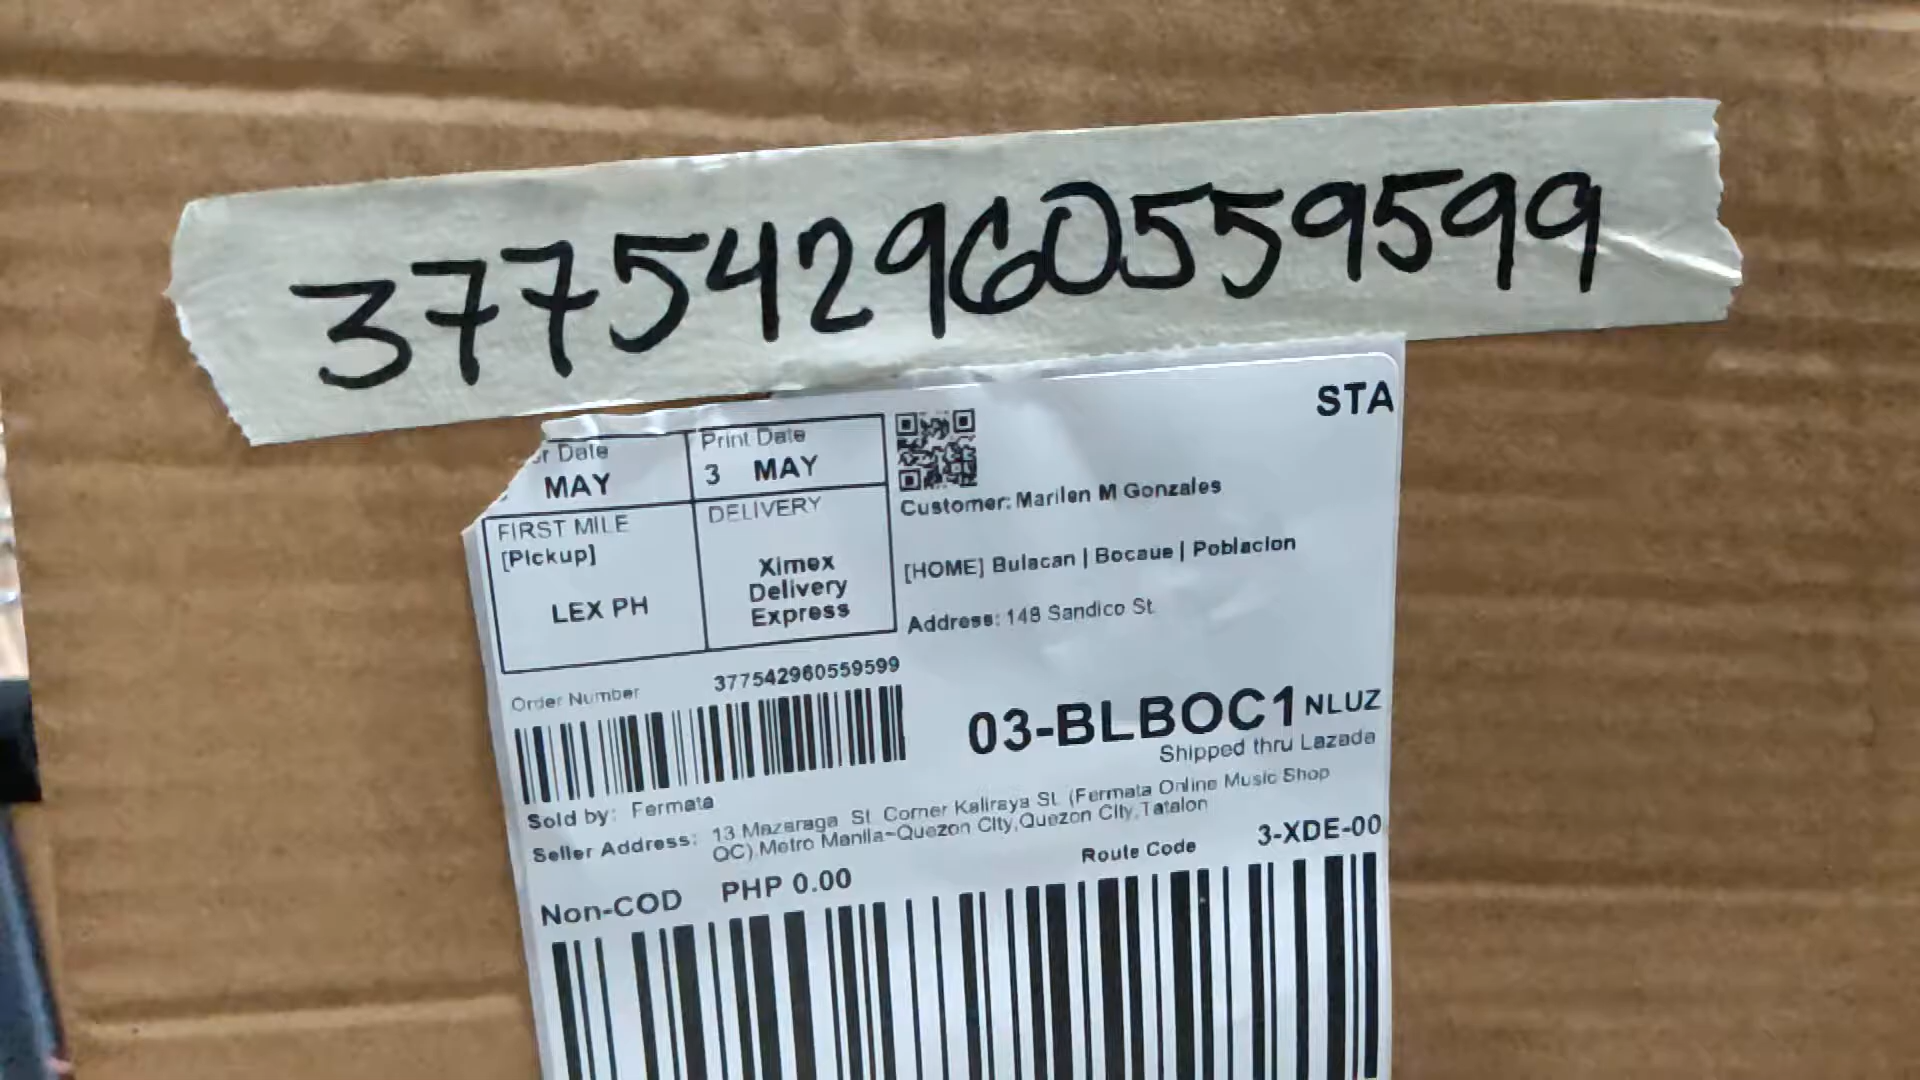 377542960559599
STA
Date
Print Date
MAY
3 MAY
FIRST MILE
[Pickup]
LEX PH
DELIVERY
Ximex
Delivery
Express
Customer: Marilen M Gonzales
[HOME] Bulacan | Bocaue | Poblacion
Address: 148 Sandico St.
Order Number
377542960559599
03-BLBOC1 NLUZ
Shipped thru Lazada
Sold by: Fermata
Seller Address: 13 Mazaraga St. Corner Kaliraya St. (Fermata Online Music Shop
QC),Metro Manila~Quezon City,Quezon City,Tatalon
Non-COD PHP 0.00
Route Code
3-XDE-00